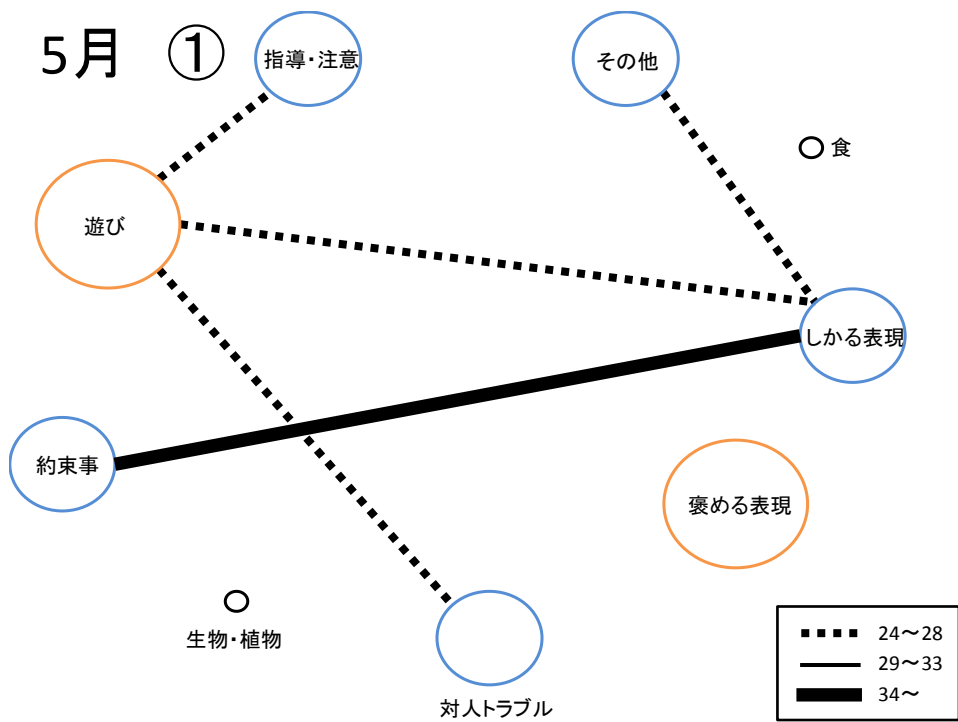 5月 ①
指導・注意
その他
食
遊び
しかる表現
約束事
褒める表現
生物・植物
対人トラブル
24～28
29～33
34～